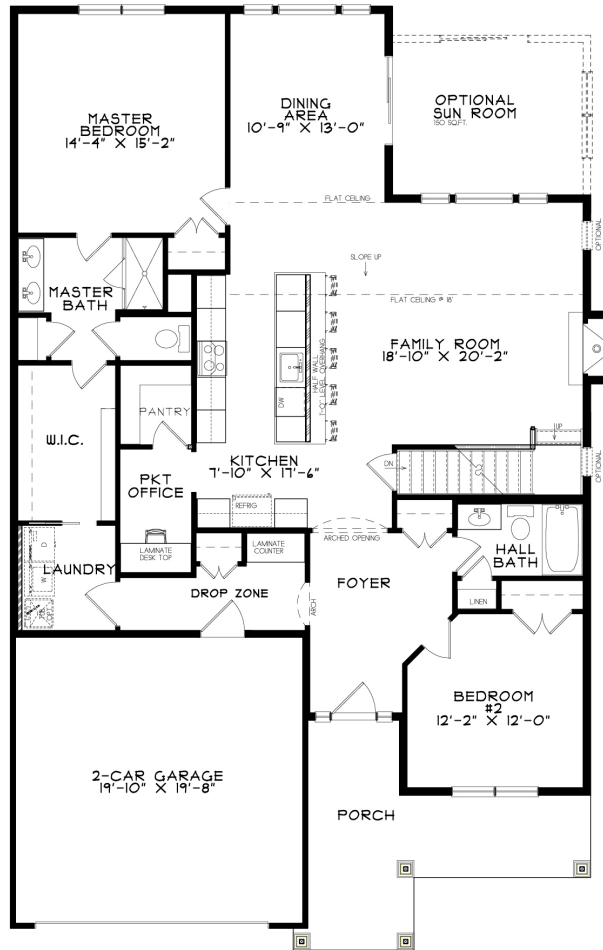 MASTER
BEDROOM
14'-4" X 15'-2"
DINING
AREA
10'-9" X 13'-0"
OPTIONAL
SUN ROOM
150 SQ.FT.
FLAT CEILING
OPTIONAL
SLOPE UP
MASTER
BATH
FLAT CEILING @ 18'
FAMILY ROOM
18'-10" X 20'-2"
HALF WALL
1'-0" LEVEL OVERHANG
DW
PANTRY
W.I.C.
UP
KITCHEN
7'-10" X 17'-6"
DN
OPTIONAL
PKT
OFFICE
REFRIG
LAMINATE
DESK TOP
LAMINATE
COUNTER
ARCHED OPENING
HALL
BATH
D
W
LAUNDRY
DROP ZONE
FOYER
ARCH
LINEN
BEDROOM
#2
12'-2" X 12'-0"
2-CAR GARAGE
19'-10" X 19'-8"
PORCH